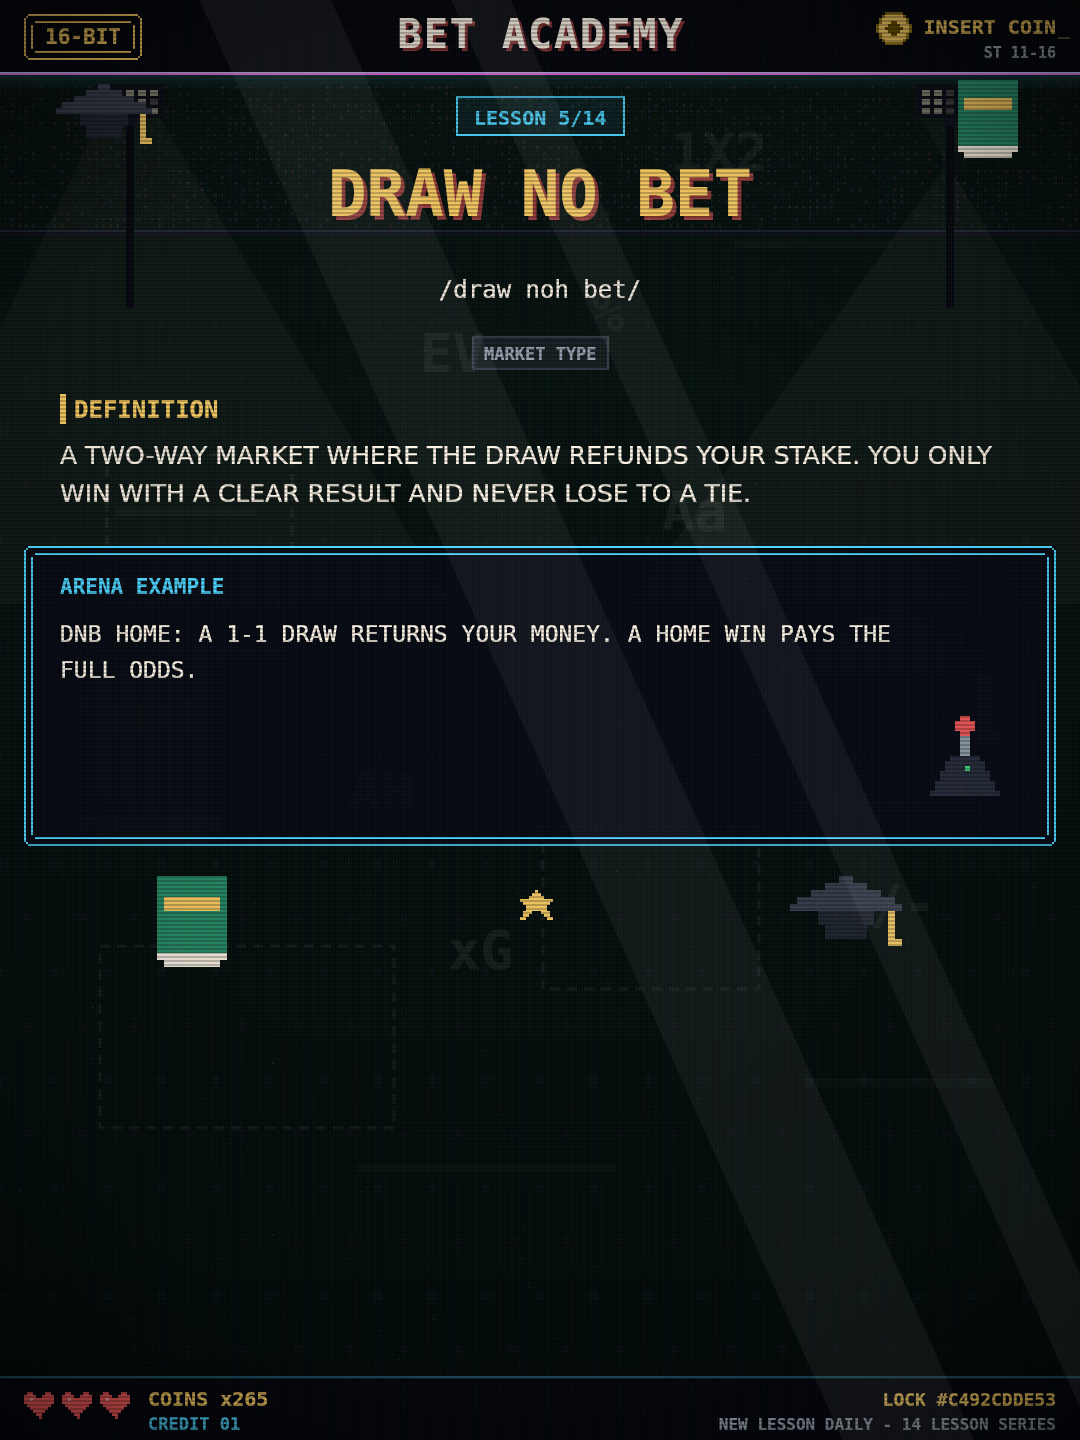 16-BIT
BET ACADEMY
INSERT COIN_
ST 11-16
LESSON 5/14
1X2
DRAW NO BET
/draw noh bet/
%
EV
MARKET TYPE
DEFINITION
A TWO-WAY MARKET WHERE THE DRAW REFUNDS YOUR STAKE. YOU ONLY
WIN WITH A CLEAR RESULT AND NEVER LOSE TO A TIE.
Aa
ARENA EXAMPLE
DNB HOME: A 1-1 DRAW RETURNS YOUR MONEY. A HOME WIN PAYS THE
FULL ODDS.
xG
COINS x265
CREDIT 01
LOCK #C492CDDE53
NEW LESSON DAILY - 14 LESSON SERIES